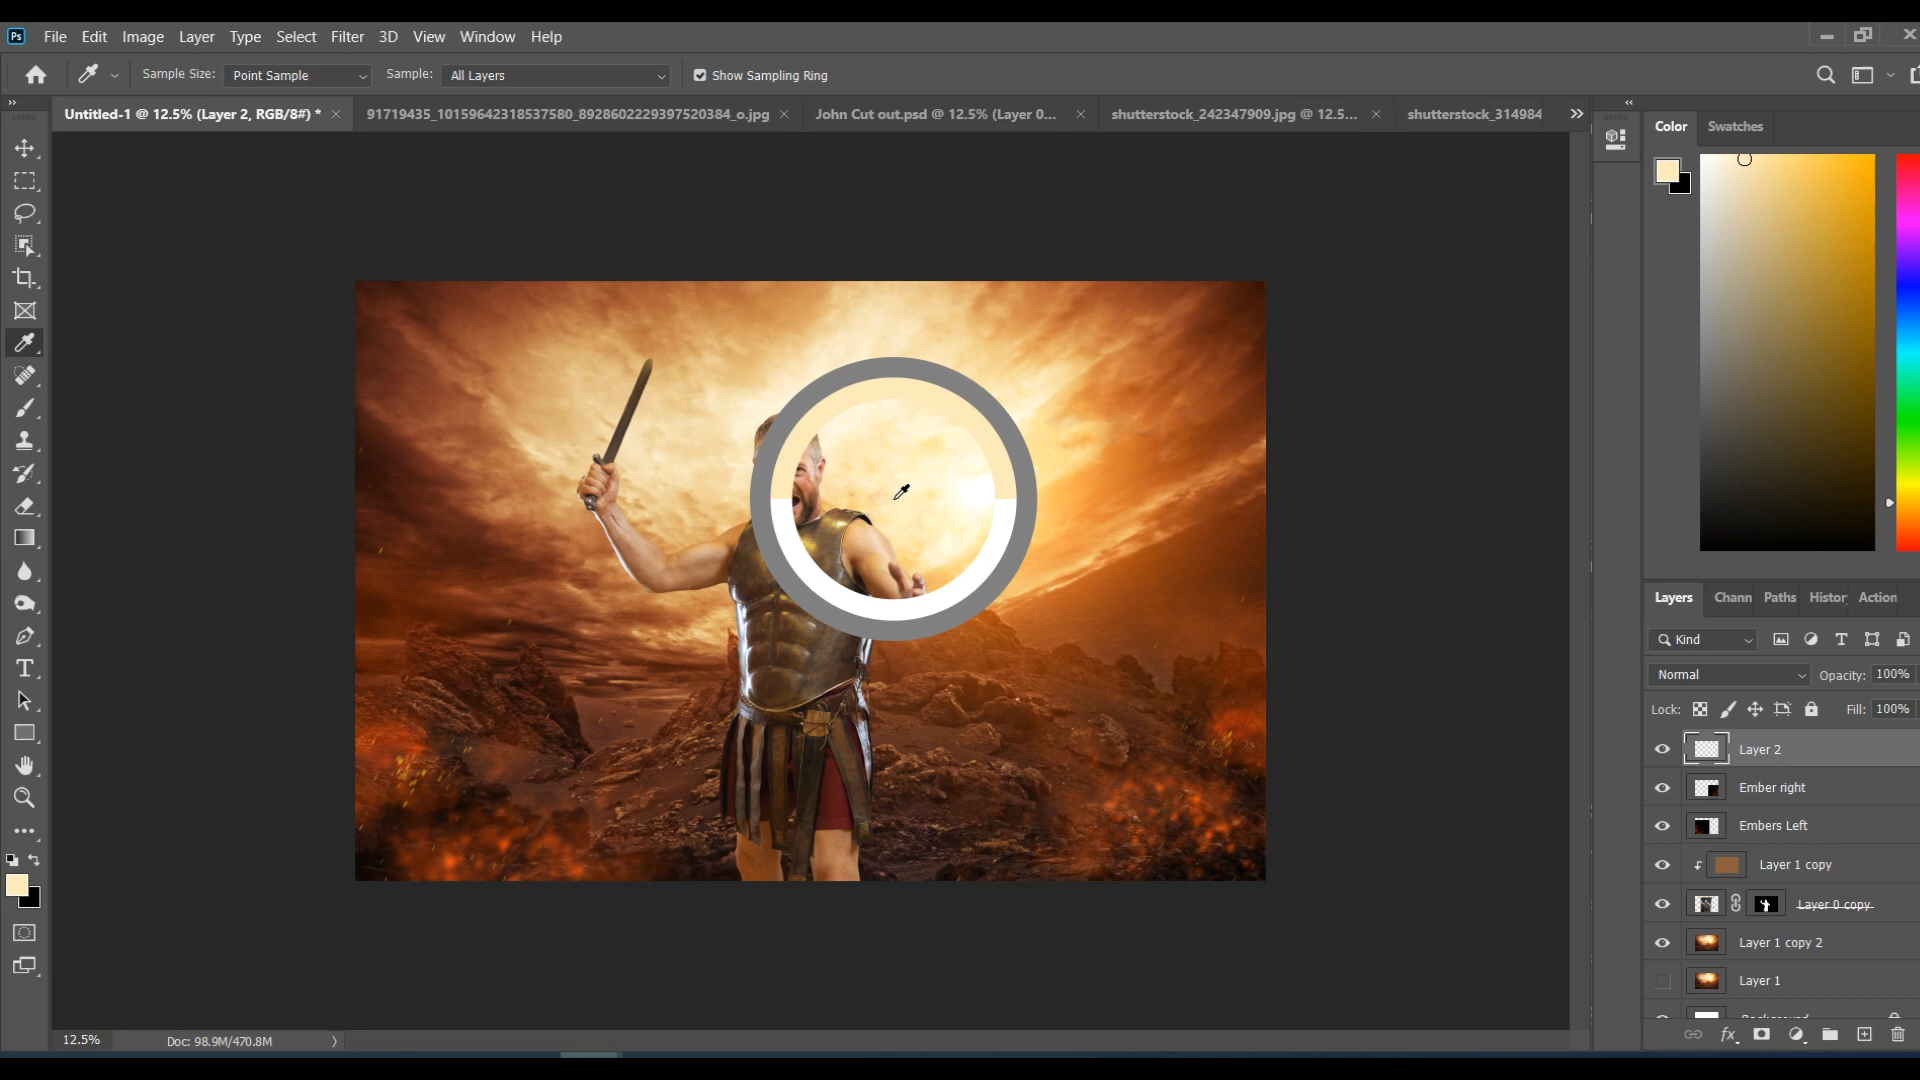 Ps File Edit Image Layer Type Select Filter 3D View Window Help
Sample Size: Point Sample Sample: All Layers Show Sampling Ring
Untitled-1 @ 12.5% (Layer 2, RGB/8#) * 91719435_10159642318537580_8928602229397520384_o.jpg John Cut out.psd @ 12.5% (Layer 0... shutterstock_242347909.jpg @ 12.5... shutterstock_314984
Color Swatches
Layers Chann Paths Histor Action
Kind
Normal Opacity: 100%
Lock: Fill: 100%
Layer 2
Ember right
Embers Left
Layer 1 copy
Layer 0 copy
Layer 1 copy 2
Layer 1
Background
fx
12.5% Doc: 98.9M/470.8M